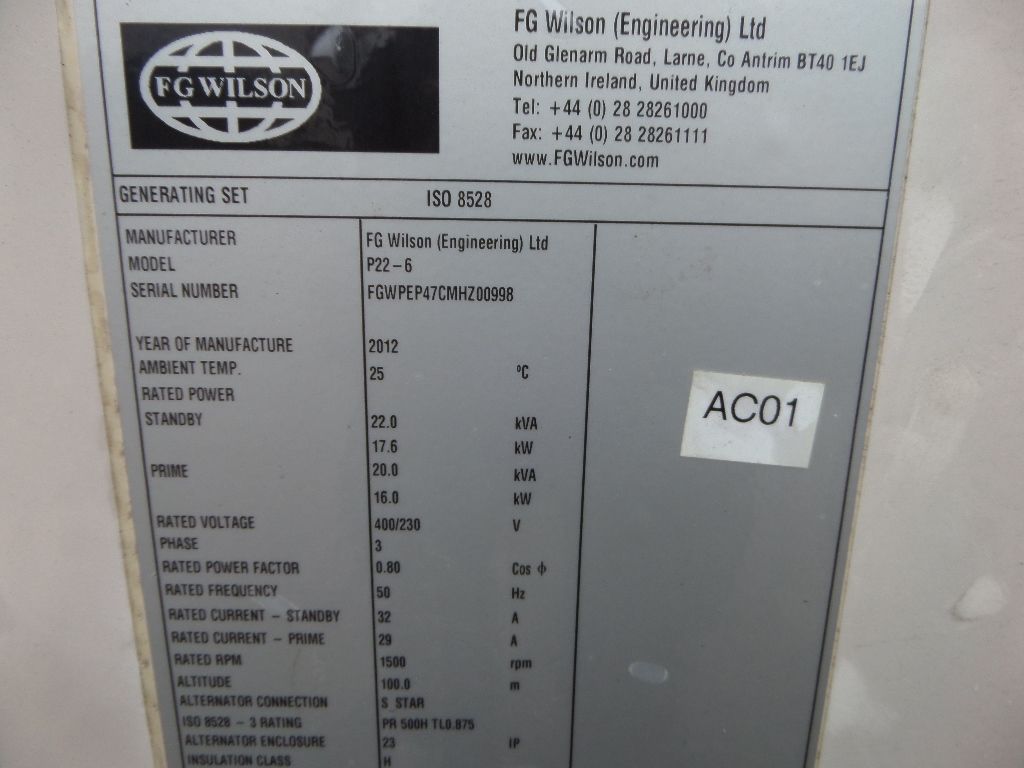 FG WILSON
FG Wilson (Engineering) Ltd
Old Glenarm Road, Larne, Co Antrim BT40 1EJ
Northern Ireland, United Kingdom
Tel: +44 (0) 28 28261000
Fax: +44 (0) 28 28261111
www.FGWilson.com
GENERATING SET ISO 8528
MANUFACTURER FG Wilson (Engineering) Ltd
MODEL P22-6
SERIAL NUMBER FGWPEP47CMHZ00998
YEAR OF MANUFACTURE 2012
AMBIENT TEMP. 25 °C
RATED POWER
STANDBY 22.0 kVA
17.6 kW
PRIME 20.0 kVA
16.0 kW
RATED VOLTAGE 400/230 V
PHASE 3
RATED POWER FACTOR 0.80 Cos ϕ
RATED FREQUENCY 50 Hz
RATED CURRENT - STANDBY 32 A
RATED CURRENT - PRIME 29 A
RATED RPM 1500 rpm
ALTITUDE 100.0 m
ALTERNATOR CONNECTION S STAR
ISO 8528 - 3 RATING PR 500H TL0.875
ALTERNATOR ENCLOSURE 23 IP
INSULATION CLASS H
AC01